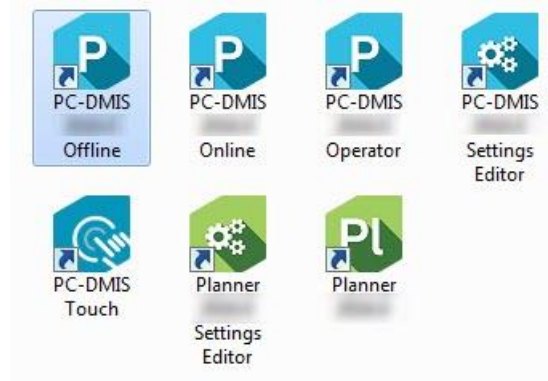 P
PC-DMIS
Offline
P
PC-DMIS
Online
P
PC-DMIS
Operator
PC-DMIS
Settings
Editor
PC-DMIS
Touch
Planner
Settings
Editor
Pl
Planner